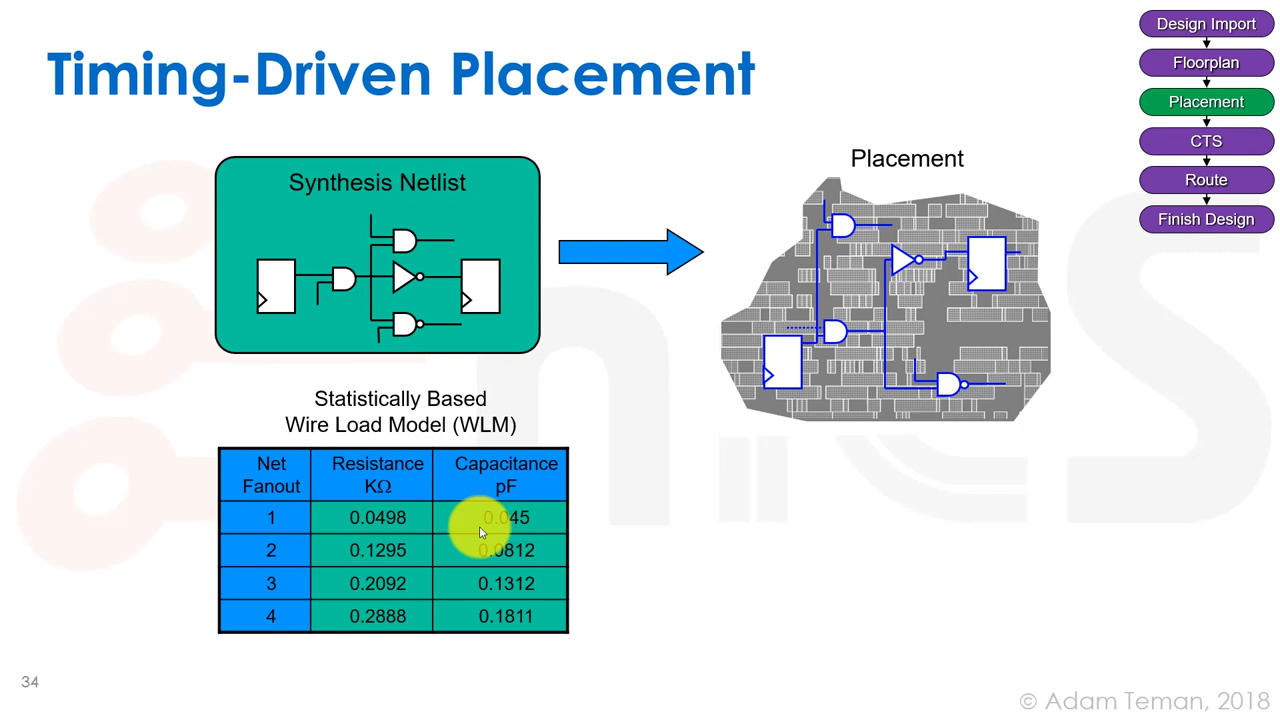 Timing-Driven Placement
Design Import
Floorplan
Placement
CTS
Route
Finish Design
Synthesis Netlist
Placement
Statistically Based
Wire Load Model (WLM)
Net Fanout Resistance KΩ Capacitance pF
1 0.0498 0.045
2 0.1295 0.0812
3 0.2092 0.1312
4 0.2888 0.1811
34
© Adam Teman, 2018